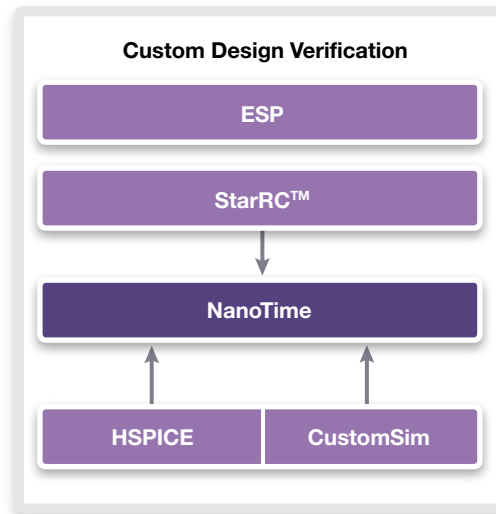 Custom Design Verification
ESP
StarRC™
NanoTime
HSPICE CustomSim